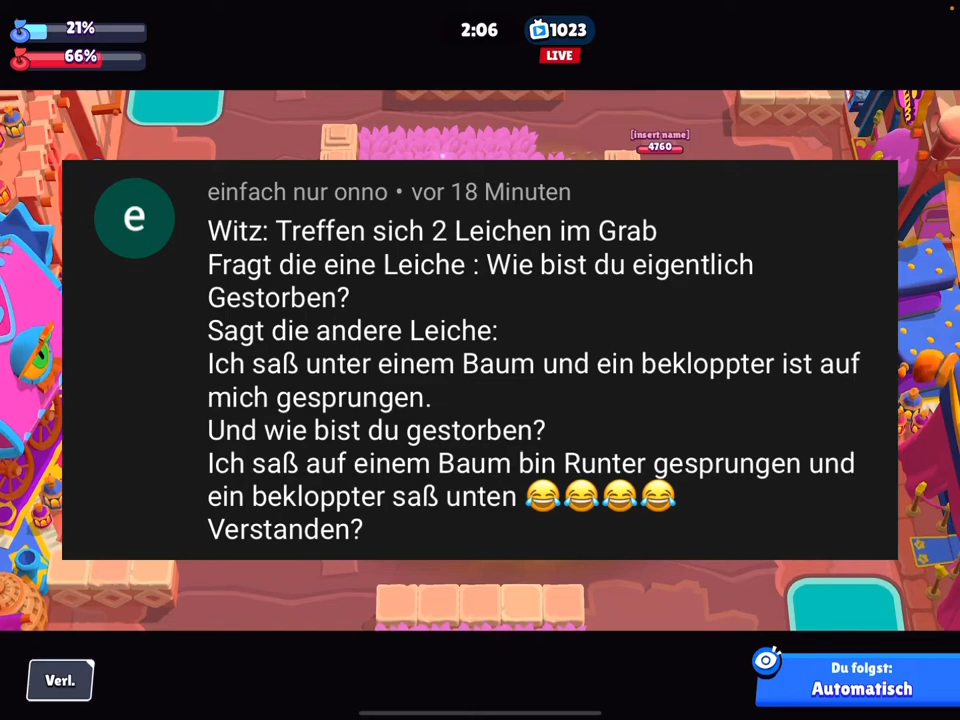 21%
66%
2:06
1023
LIVE
[insert name]
4760
e
einfach nur onno • vor 18 Minuten
Witz: Treffen sich 2 Leichen im Grab
Fragt die eine Leiche : Wie bist du eigentlich
Gestorben?
Sagt die andere Leiche:
Ich saß unter einem Baum und ein bekloppter ist auf
mich gesprungen.
Und wie bist du gestorben?
Ich saß auf einem Baum bin Runter gesprungen und
ein bekloppter saß unten 😂😂😂😂
Verstanden?
Verl.
Du folgst:
Automatisch